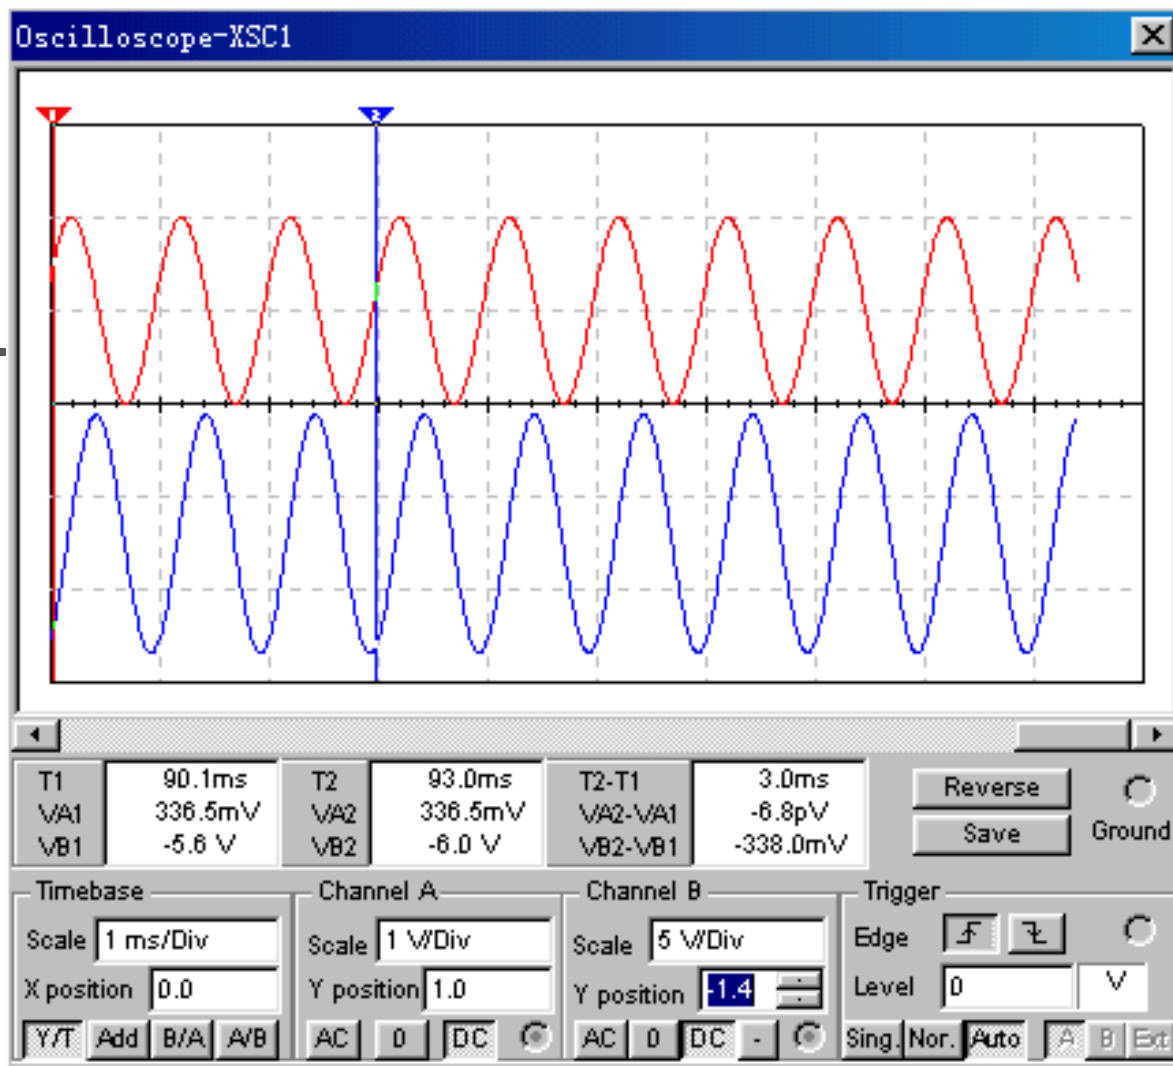 Oscilloscope-XSC1
1 2
T1 90.1ms T2 93.0ms T2-T1 3.0ms Reverse
VA1 336.5mV VA2 336.5mV VA2-VA1 -6.8pV Save Ground
VB1 -5.6 V VB2 -6.0 V VB2-VB1 -338.0mV
Timebase Channel A Channel B Trigger
Scale 1 ms/Div Scale 1 V/Div Scale 5 V/Div Edge
X position 0.0 Y position 1.0 Y position -1.4 Level 0 V
Y/T Add B/A A/B AC 0 DC AC 0 DC - Sing. Nor. Auto A B Ext